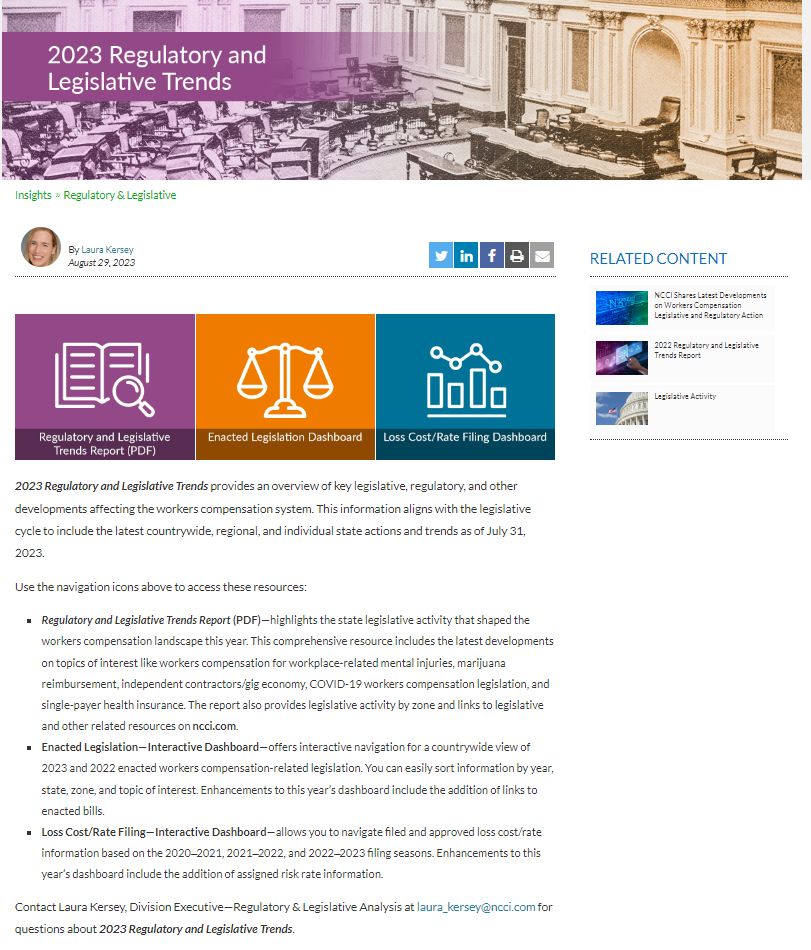 2023 Regulatory and
Legislative Trends
Insights » Regulatory & Legislative
By Laura Kersey
August 29, 2023
Regulatory and Legislative
Trends Report (PDF)
Enacted Legislation Dashboard
Loss Cost/Rate Filing Dashboard
2023 Regulatory and Legislative Trends provides an overview of key legislative, regulatory, and other
developments affecting the workers compensation system. This information aligns with the legislative
cycle to include the latest countrywide, regional, and individual state actions and trends as of July 31,
2023.
Use the navigation icons above to access these resources:
▪ Regulatory and Legislative Trends Report (PDF)—highlights the state legislative activity that shaped the
workers compensation landscape this year. This comprehensive resource includes the latest developments
on topics of interest like workers compensation for workplace-related mental injuries, marijuana
reimbursement, independent contractors/gig economy, COVID-19 workers compensation legislation, and
single-payer health insurance. The report also provides legislative activity by zone and links to legislative
and other related resources on ncci.com.
▪ Enacted Legislation—Interactive Dashboard—offers interactive navigation for a countrywide view of
2023 and 2022 enacted workers compensation-related legislation. You can easily sort information by year,
state, zone, and topic of interest. Enhancements to this year's dashboard include the addition of links to
enacted bills.
▪ Loss Cost/Rate Filing—Interactive Dashboard—allows you to navigate filed and approved loss cost/rate
information based on the 2020–2021, 2021–2022, and 2022–2023 filing seasons. Enhancements to this
year's dashboard include the addition of assigned risk rate information.
Contact Laura Kersey, Division Executive—Regulatory & Legislative Analysis at laura_kersey@ncci.com for
questions about 2023 Regulatory and Legislative Trends.
RELATED CONTENT
NCCI Shares Latest Developments
on Workers Compensation
Legislative and Regulatory Action
2022 Regulatory and Legislative
Trends Report
Legislative Activity